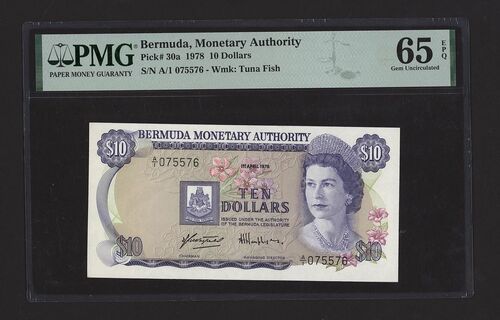 PMG
PAPER MONEY GUARANTY
Bermuda, Monetary Authority
Pick# 30a 1978 10 Dollars
S/N A/1 075576 - Wmk: Tuna Fish
65 EPQ
Gem Uncirculated
BERMUDA MONETARY AUTHORITY
$10
$10
A/1 075576
1ST APRIL 1978
TEN
DOLLARS
ISSUED UNDER THE AUTHORITY
OF THE BERMUDA LEGISLATURE
CHAIRMAN
MANAGING DIRECTOR
$10
A/1 075576
$10